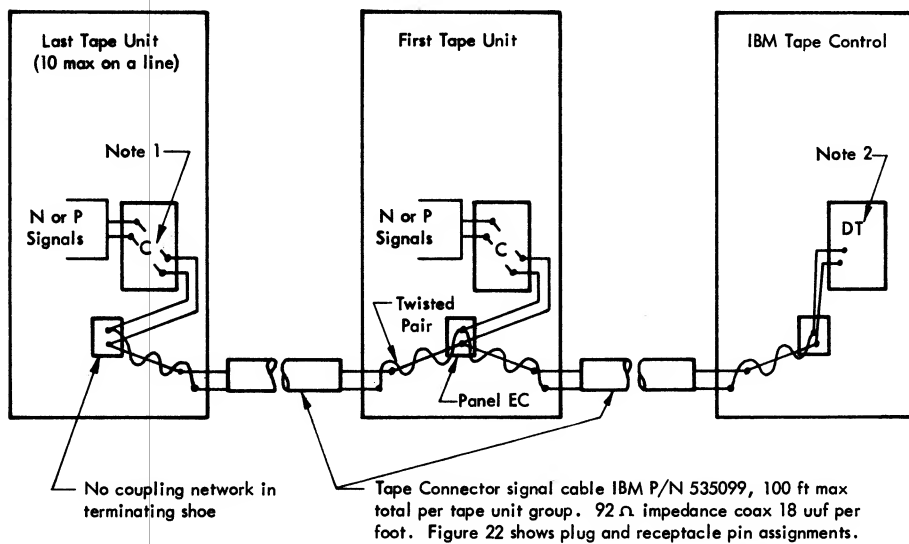 Last Tape Unit
(10 max on a line)
Note 1
N or P
Signals
C
No coupling network in
terminating shoe
First Tape Unit
N or P
Signals
C
Twisted
Pair
Panel EC
IBM Tape Control
Note 2
DT
Tape Connector signal cable IBM P/N 535099, 100 ft max
total per tape unit group. 92 Ω impedance coax 18 uuf per
foot. Figure 22 shows plug and receptacle pin assignments.